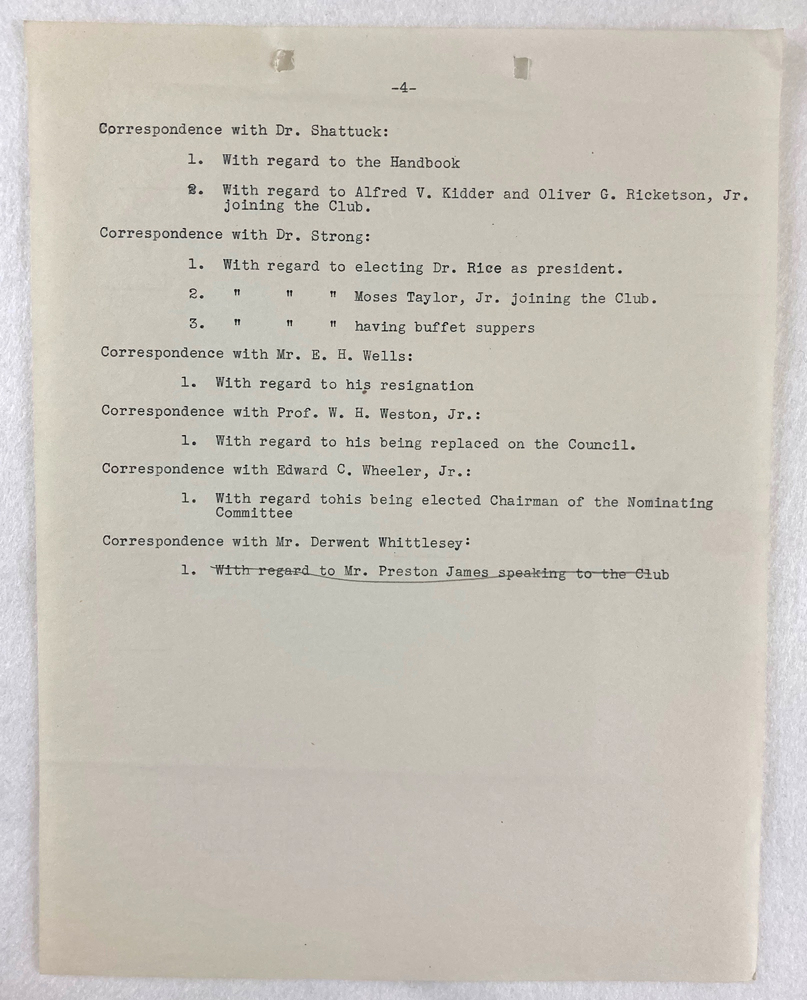 -4-
Correspondence with Dr. Shattuck:
1. With regard to the Handbook
2. With regard to Alfred V. Kidder and Oliver G. Ricketson, Jr.
joining the Club.
Correspondence with Dr. Strong:
1. With regard to electing Dr. Rice as president.
2. " " " Moses Taylor, Jr. joining the Club.
3. " " " having buffet suppers
Correspondence with Mr. E. H. Wells:
1. With regard to his resignation
Correspondence with Prof. W. H. Weston, Jr.:
1. With regard to his being replaced on the Council.
Correspondence with Edward C. Wheeler, Jr.:
1. With regard tohis being elected Chairman of the Nominating
Committee
Correspondence with Mr. Derwent Whittlesey:
1. With regard to Mr. Preston James speaking to the Club